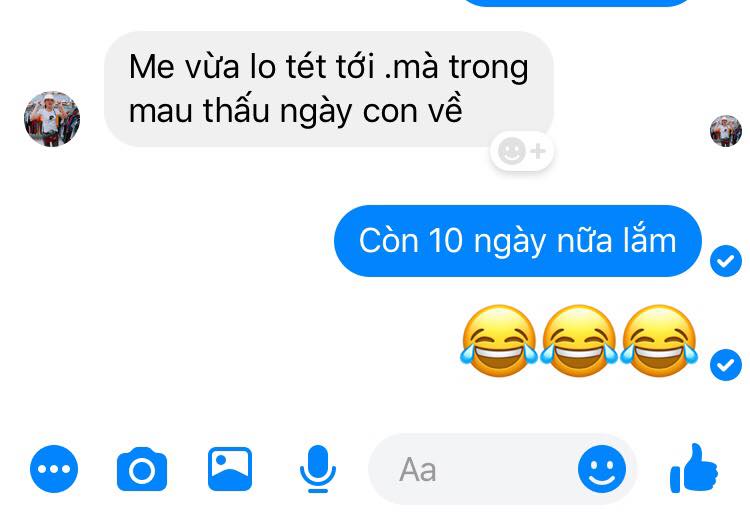 Me vừa lo tét tới .mà trong
mau thấu ngày con về
Còn 10 ngày nữa lắm
😂😂😂
Aa